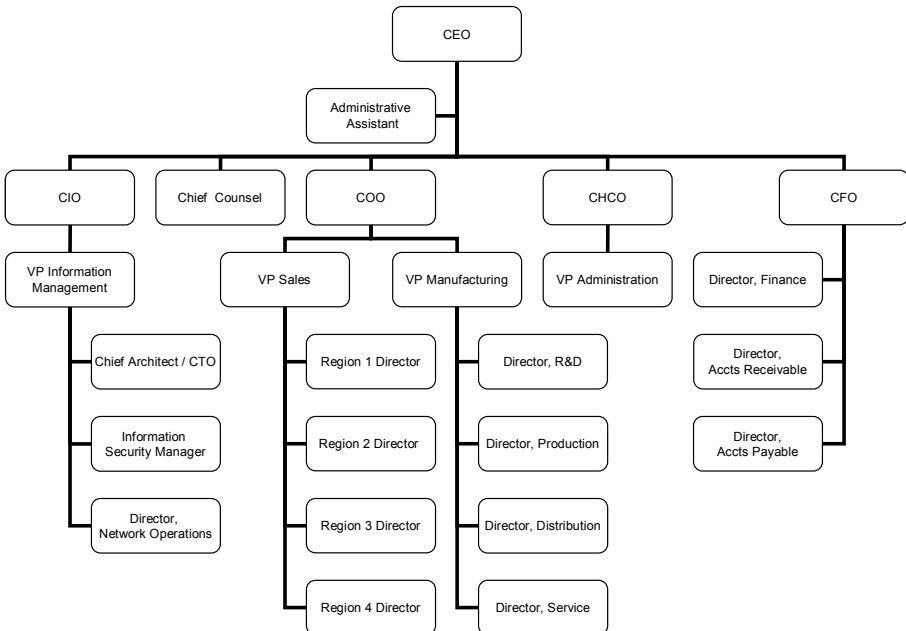 CEO
Administrative
Assistant
CIO
Chief Counsel
COO
CHCO
CFO
VP Information
Management
VP Sales
VP Manufacturing
VP Administration
Director, Finance
Chief Architect / CTO
Region 1 Director
Director, R&D
Director,
Accts Receivable
Information
Security Manager
Region 2 Director
Director, Production
Director,
Accts Payable
Director,
Network Operations
Region 3 Director
Director, Distribution
Region 4 Director
Director, Service